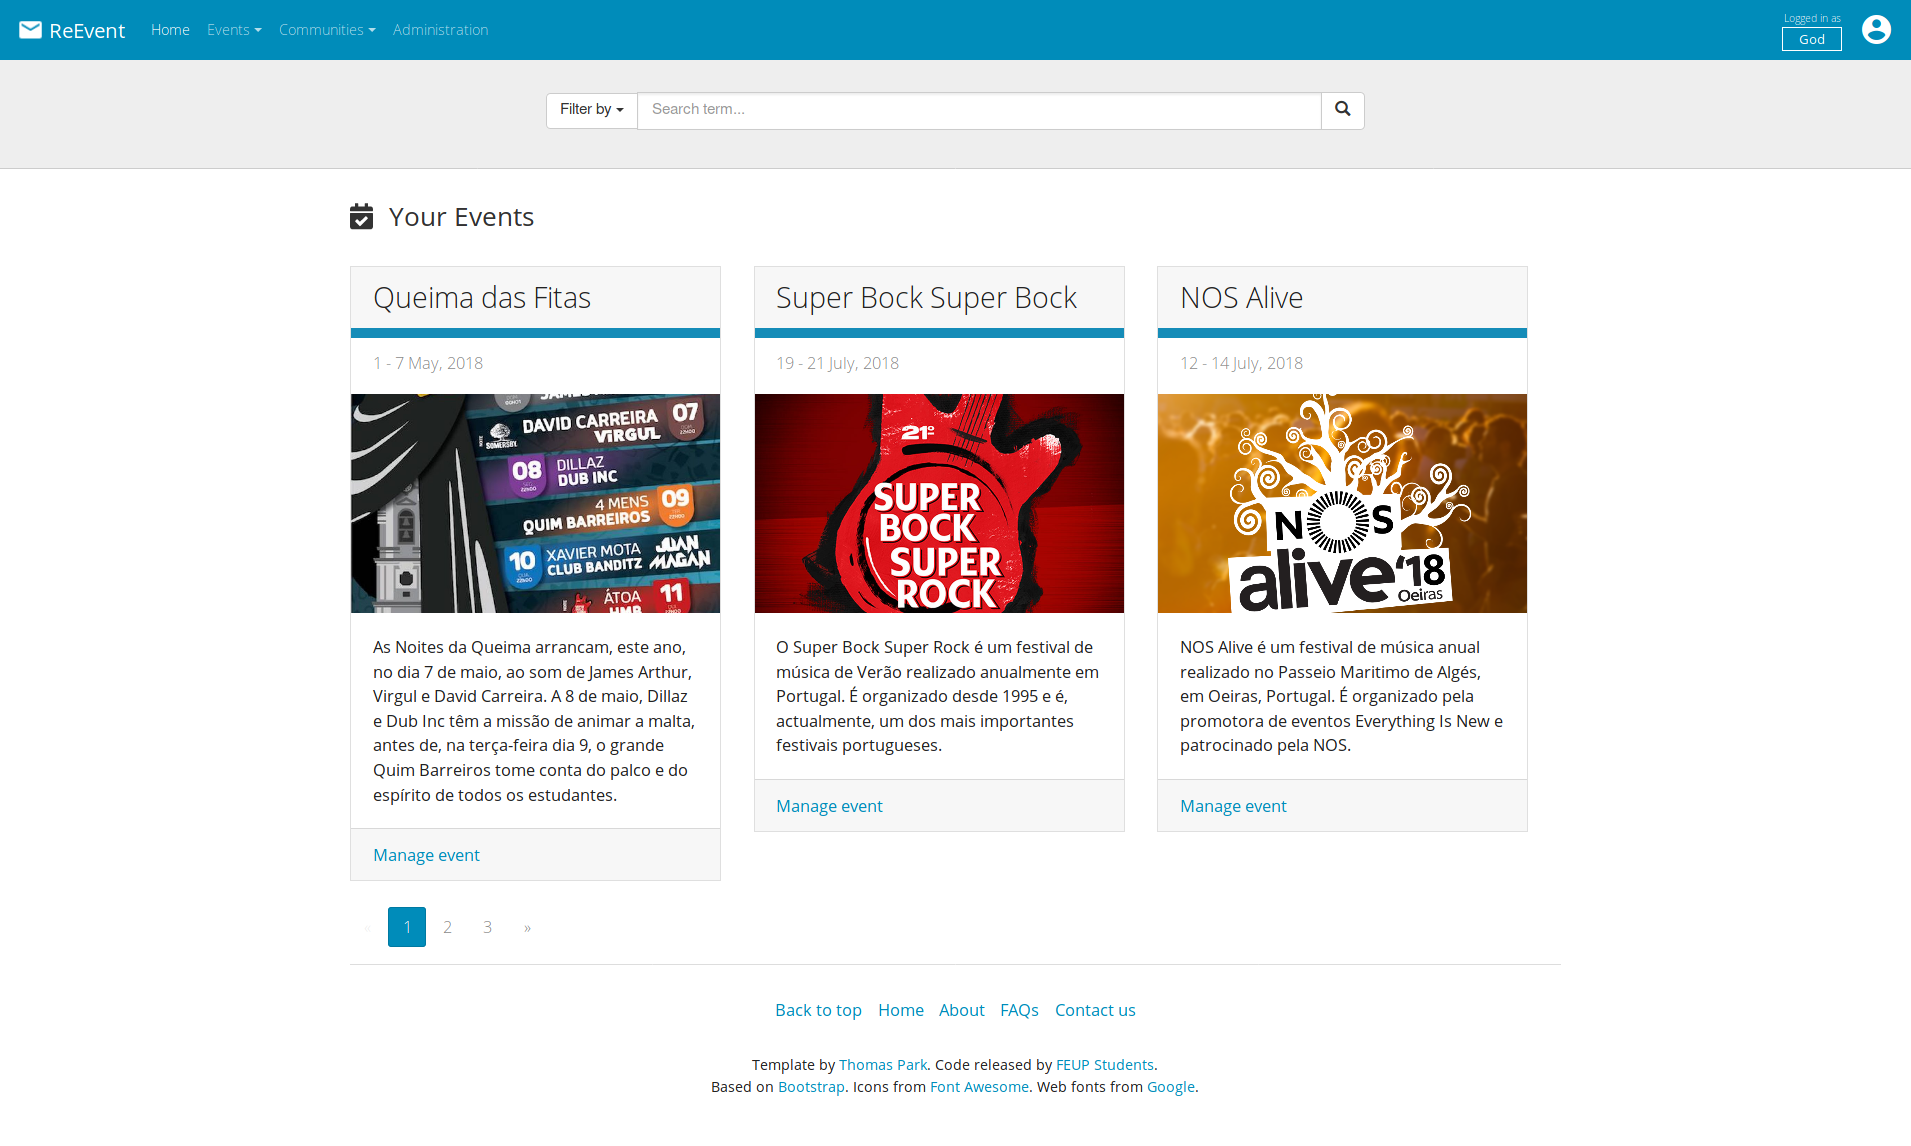 ReEvent Home Events Communities Administration
Logged in as
God
Filter by Search term...
Your Events
Queima das Fitas
1 - 7 May, 2018
DAVID CARREIRA 07
VIRGUL
SOMERSBY
08 DILLAZ
DUB INC
4 MENS 09
QUIM BARREIROS
10 XAVIER MOTA JUAN
CLUB BANDITZ MAGAN
ÁTOA 11
HMB
As Noites da Queima arrancam, este ano,
no dia 7 de maio, ao som de James Arthur,
Virgul e David Carreira. A 8 de maio, Dillaz
e Dub Inc têm a missão de animar a malta,
antes de, na terça-feira dia 9, o grande
Quim Barreiros tome conta do palco e do
espírito de todos os estudantes.
Manage event
Super Bock Super Bock
19 - 21 July, 2018
21º
SUPER
BOCK
SUPER
ROCK
O Super Bock Super Rock é um festival de
música de Verão realizado anualmente em
Portugal. É organizado desde 1995 e é,
actualmente, um dos mais importantes
festivais portugueses.
Manage event
NOS Alive
12 - 14 July, 2018
NOS
alive'18
Oeiras
NOS Alive é um festival de música anual
realizado no Passeio Maritimo de Algés,
em Oeiras, Portugal. É organizado pela
promotora de eventos Everything Is New e
patrocinado pela NOS.
Manage event
« 1 2 3 »
Back to top Home About FAQs Contact us
Template by Thomas Park. Code released by FEUP Students.
Based on Bootstrap. Icons from Font Awesome. Web fonts from Google.